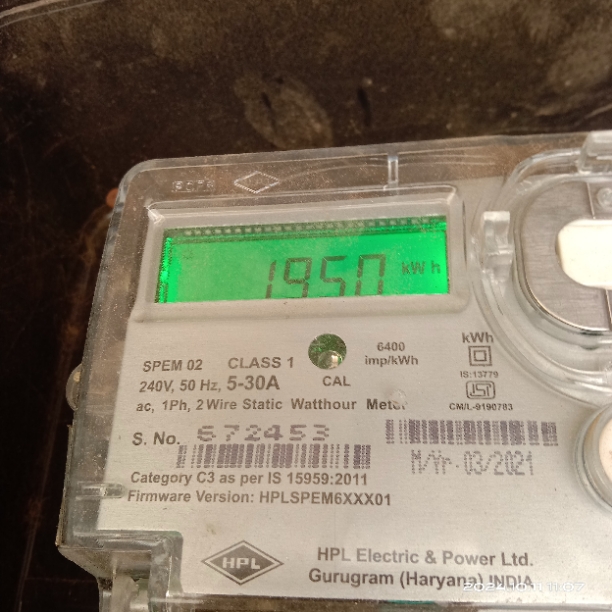 1950 kWh
6400
imp/kWh
kWh
SPEM 02 CLASS 1
240V, 50 Hz, 5-30A
CAL
IS:13779
ac, 1Ph, 2 Wire Static Watthour Meter
CM/L-9190783
S. No. 672453
M/Yr-03/2021
Category C3 as per IS 15959:2011
Firmware Version: HPLSPEM6XXX01
HPL
HPL Electric & Power Ltd.
Gurugram (Haryana) INDIA